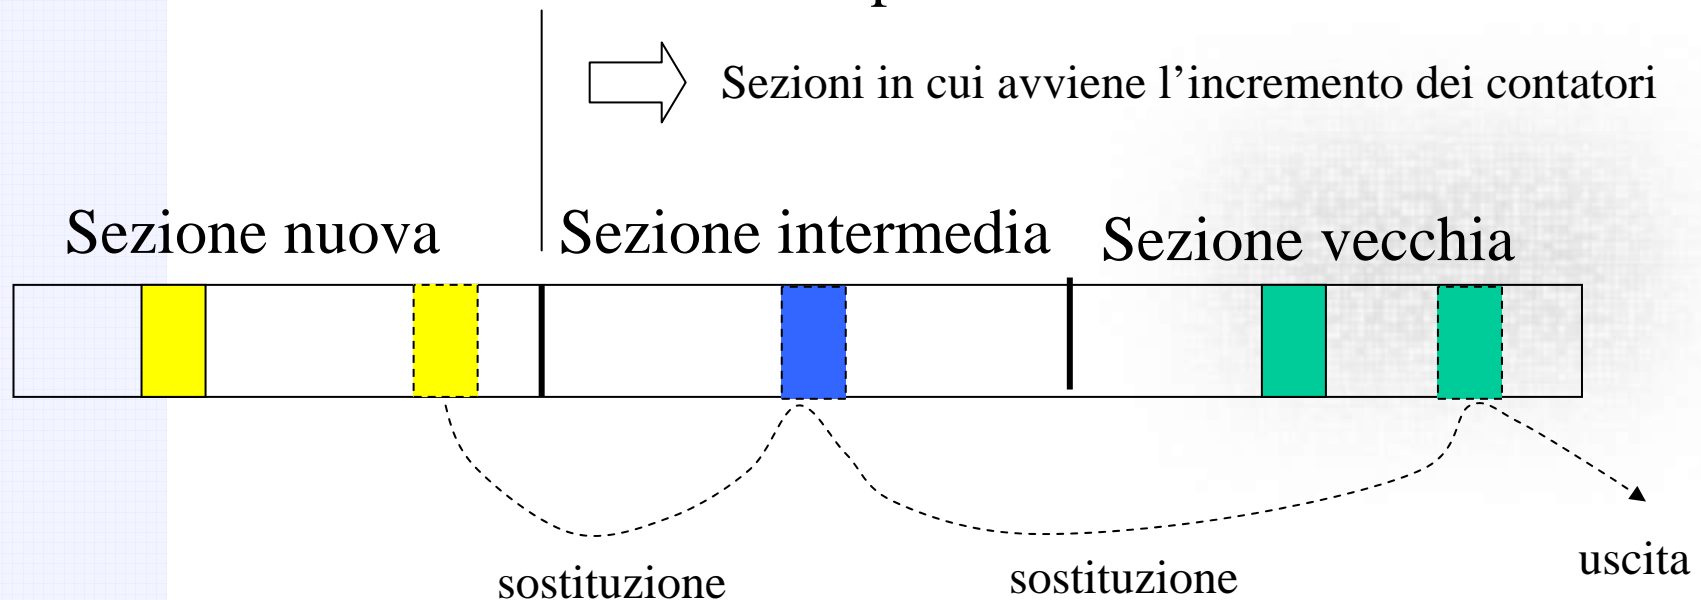 Sezioni in cui avviene l’incremento dei contatori
Sezione nuova
Sezione intermedia
Sezione vecchia
sostituzione
sostituzione
uscita